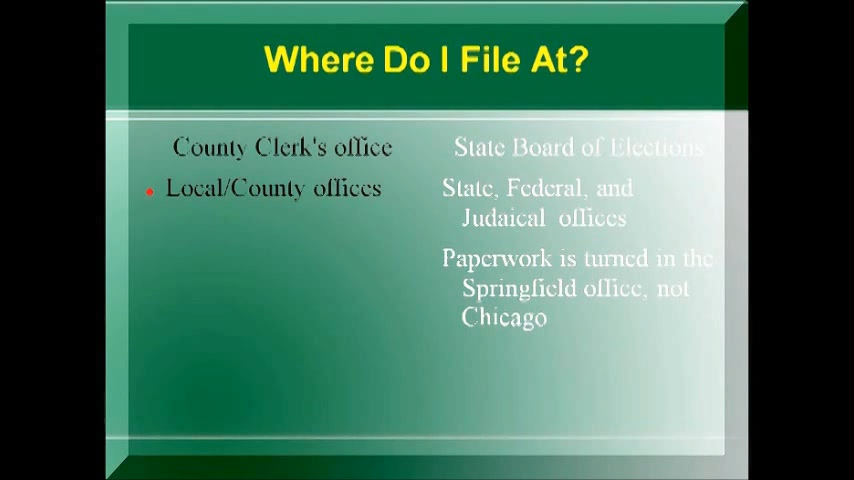 Where Do I File At?
County Clerk's office
Local/County offices
State Board of Elections
State, Federal, and
Judaical offices
Paperwork is turned in the
Springfield office, not
Chicago